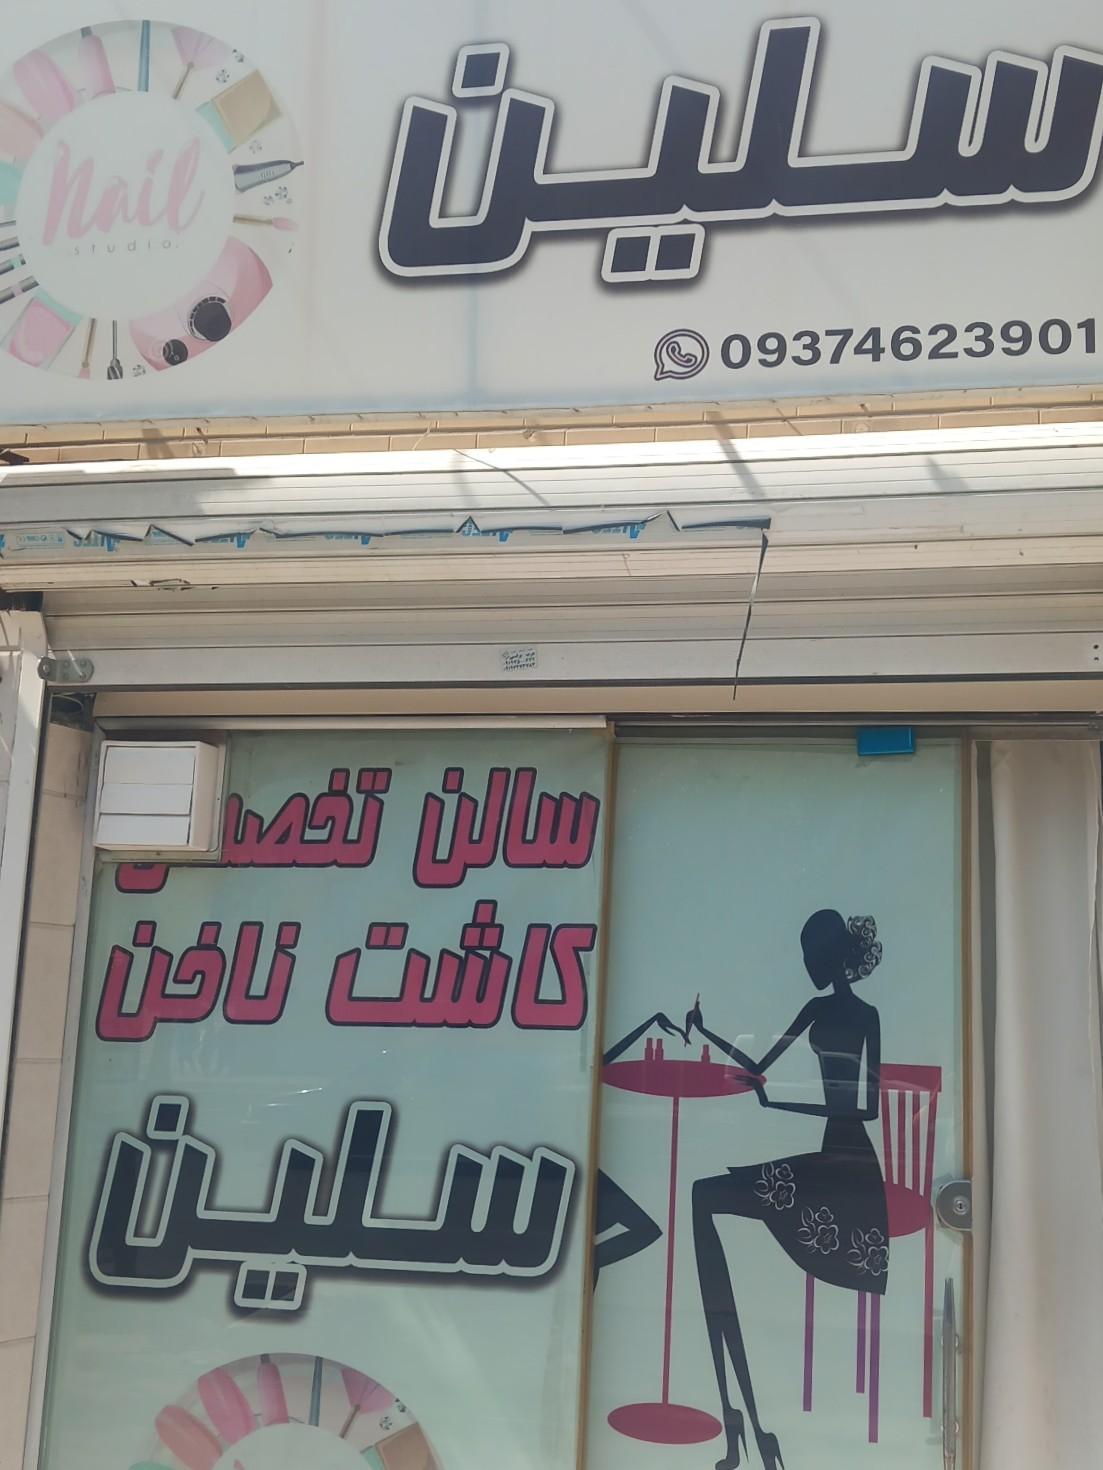 سلین
Nail
studio.
09374623901
سالن تخصصی
کاشت ناخن
سلین